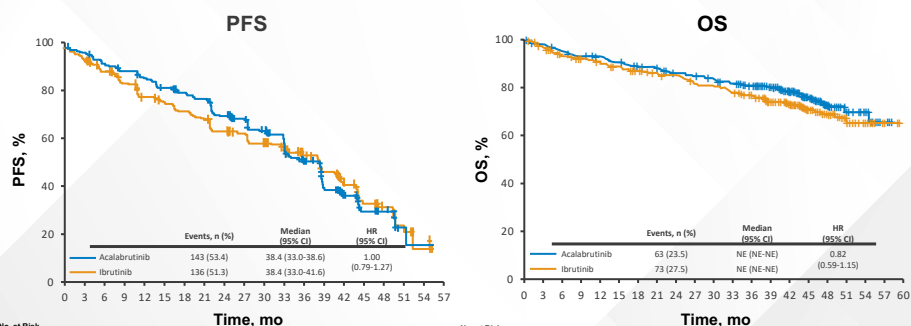 PFS
PFS, %
100
80
60
40
20
0
Events, n (%)
Median
(95% CI)
HR
(95% CI)
Acalabrutinib 143 (53.4) 38.4 (33.0-38.6) 1.00
(0.79-1.27)
Ibrutinib 136 (51.3) 38.4 (33.0-41.6)
0 3 6 9 12 15 18 21 24 27 30 33 36 39 42 45 48 51 54 57
Time, mo
OS
OS, %
100
80
60
40
20
0
Events, n (%)
Median
(95% CI)
HR
(95% CI)
Acalabrutinib 63 (23.5) NE (NE-NE) 0.82
(0.59-1.15)
Ibrutinib 73 (27.5) NE (NE-NE)
0 3 6 9 12 15 18 21 24 27 30 33 36 39 42 45 48 51 54 57 60
Time, mo